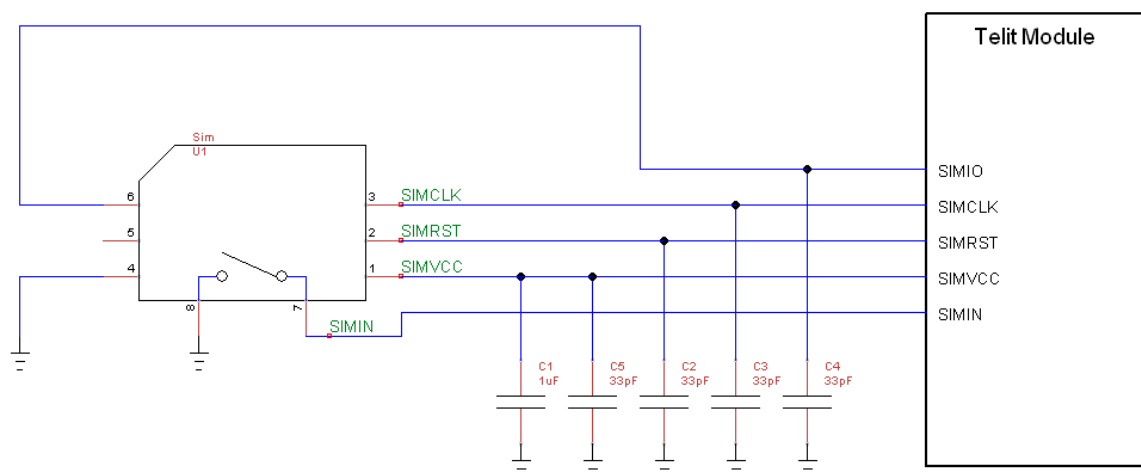 Telit Module
Sim
U1
6
5
4
3
2
1
8
7
SIMCLK
SIMRST
SIMVCC
SIMIN
SIMIO
SIMCLK
SIMRST
SIMVCC
SIMIN
C1
1uF
C5
33pF
C2
33pF
C3
33pF
C4
33pF